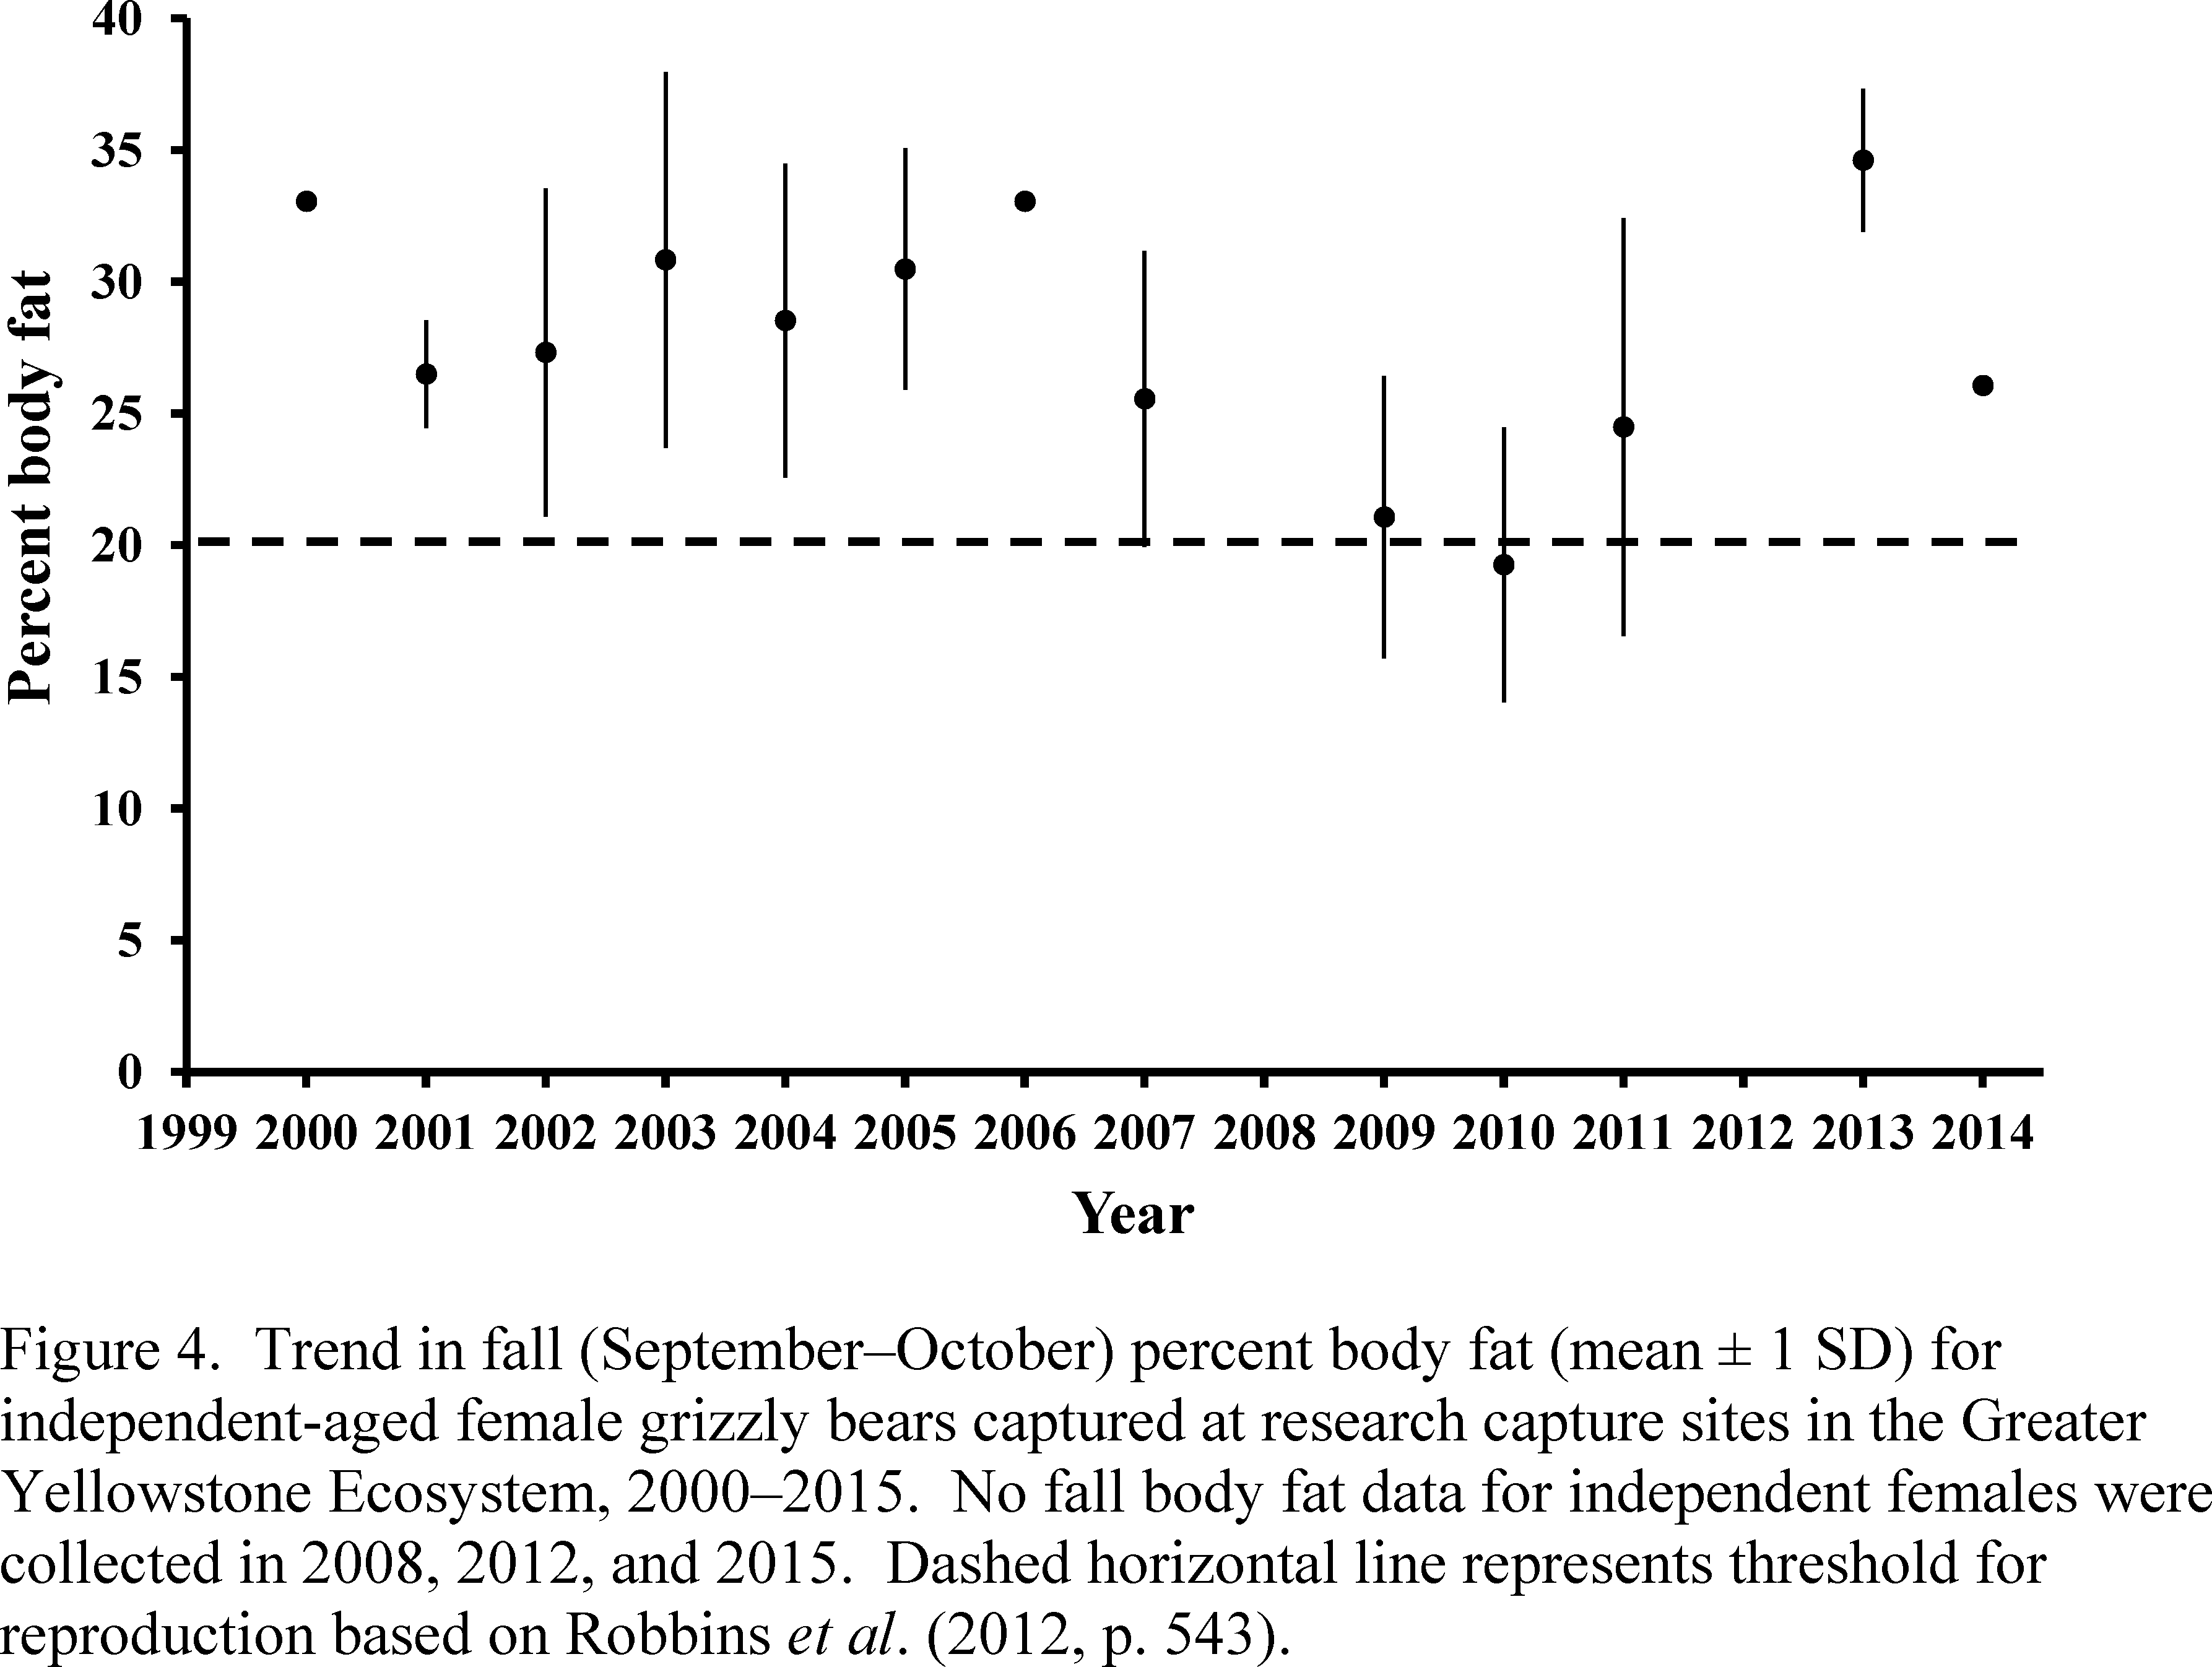 40
35
30
25
20
15
10
5
0
Percent body fat
1999 2000 2001 2002 2003 2004 2005 2006 2007 2008 2009 2010 2011 2012 2013 2014
Year
Figure 4.  Trend in fall (September–October) percent body fat (mean ± 1 SD) for
independent-aged female grizzly bears captured at research capture sites in the Greater
Yellowstone Ecosystem, 2000–2015.  No fall body fat data for independent females were
collected in 2008, 2012, and 2015.  Dashed horizontal line represents threshold for
reproduction based on Robbins et al. (2012, p. 543).